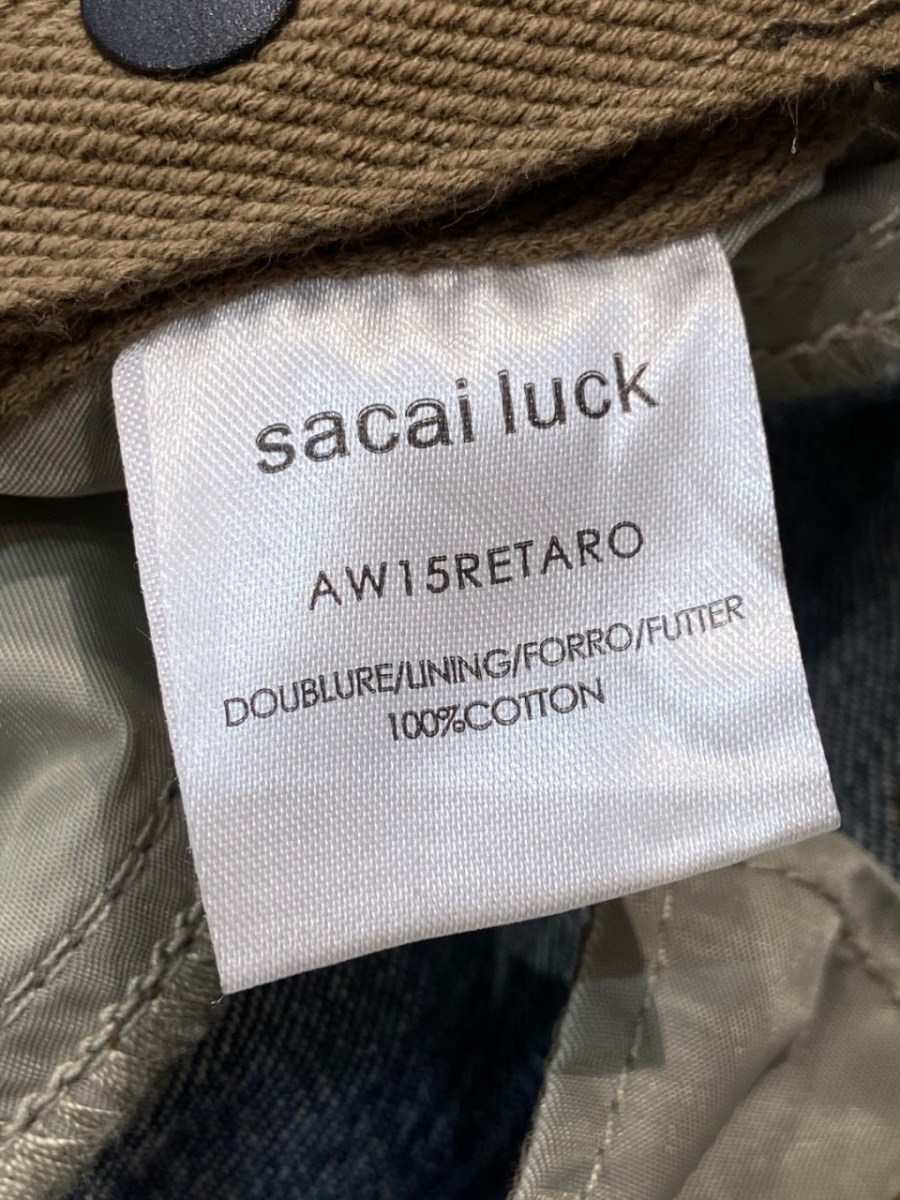 sacai luck
AW15RETARO
DOUBLURE/LINING/FORRO/FUTTER
100%COTTON